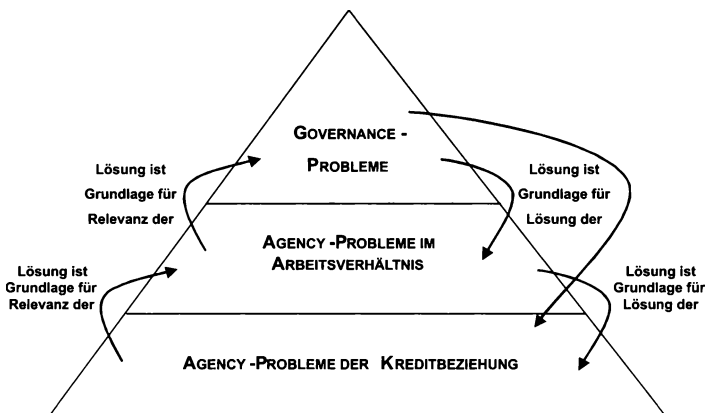 GOVERNANCE -
PROBLEME
Lösung ist
Grundlage für
Relevanz der
Lösung ist
Grundlage für
Lösung der
AGENCY -PROBLEME IM
ARBEITSVERHÄLTNIS
Lösung ist
Grundlage für
Relevanz der
Lösung ist
Grundlage für
Lösung der
AGENCY -PROBLEME DER KREDITBEZIEHUNG